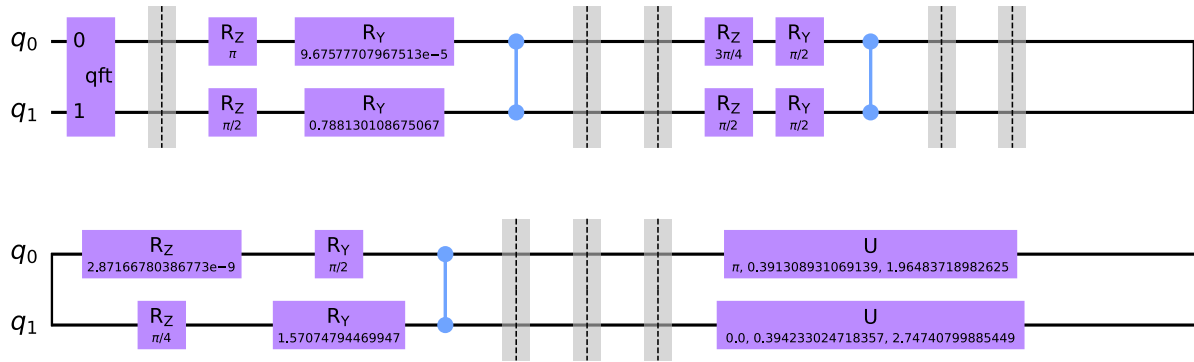 q0 0 RZ π RY 9.67577707967513e−5 RZ 3π/4 RY π/2
qft
q1 1 RZ π/2 RY 0.788130108675067 RZ π/2 RY π/2
q0 RZ 2.87166780386773e−9 RY π/2 U π, 0.391308931069139, 1.96483718982625
q1 RZ π/4 RY 1.57074794469947 U 0.0, 0.394233024718357, 2.74740799885449